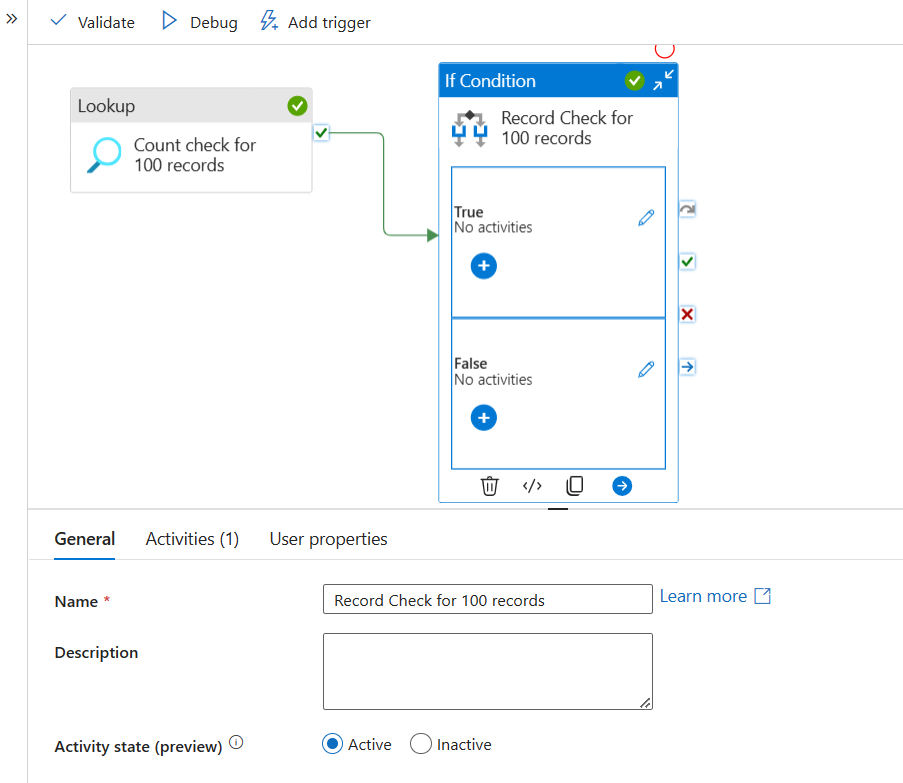 Validate
Debug
Add trigger
Lookup
Count check for
100 records
If Condition
Record Check for
100 records
True
No activities
False
No activities
General
Activities (1)
User properties
Name *
Record Check for 100 records
Learn more
Description
Activity state (preview)
Active
Inactive